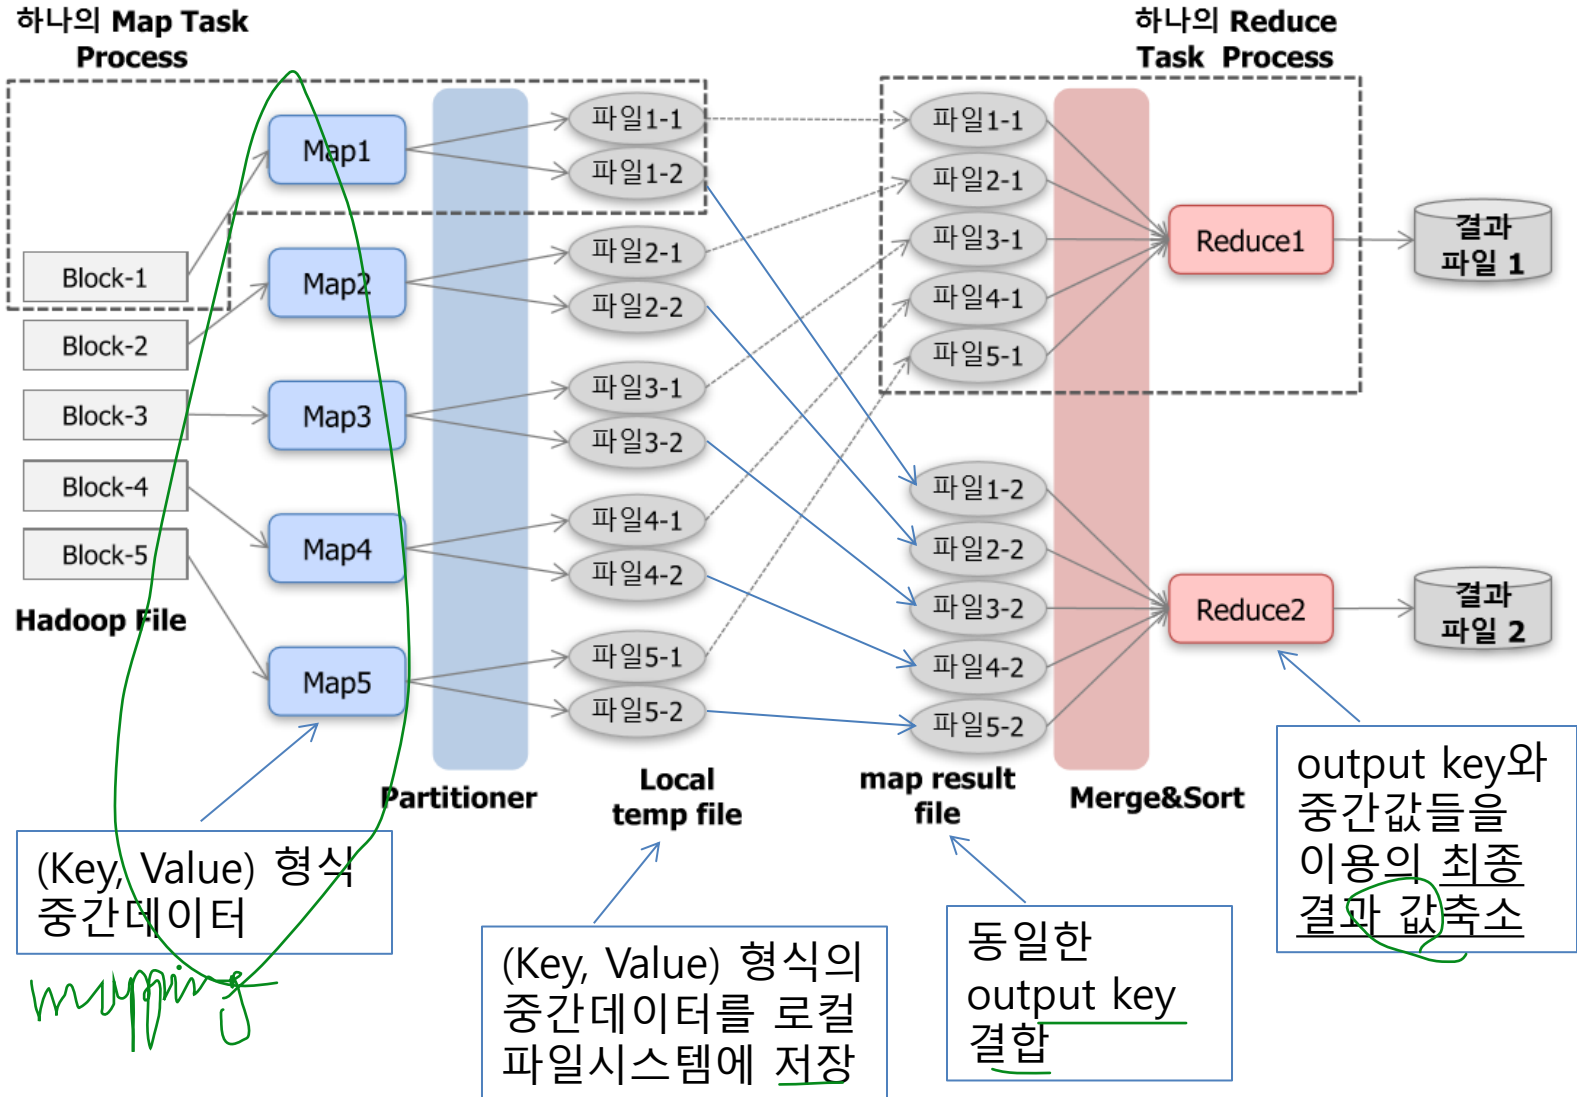 하나의 Map Task
Process
하나의 Reduce
Task Process
Block-1
Block-2
Block-3
Block-4
Block-5
Hadoop File
Map1
Map2
Map3
Map4
Map5
Partitioner
파일1-1
파일1-2
파일2-1
파일2-2
파일3-1
파일3-2
파일4-1
파일4-2
파일5-1
파일5-2
Local
temp file
파일1-1
파일2-1
파일3-1
파일4-1
파일5-1
파일1-2
파일2-2
파일3-2
파일4-2
파일5-2
map result
file
Merge&Sort
Reduce1
Reduce2
결과
파일 1
결과
파일 2
(Key, Value) 형식
중간데이터
mapping
(Key, Value) 형식의
중간데이터를 로컬
파일시스템에 저장
동일한
output key
결합
output key와
중간값들을
이용의 최종
결과 값축소